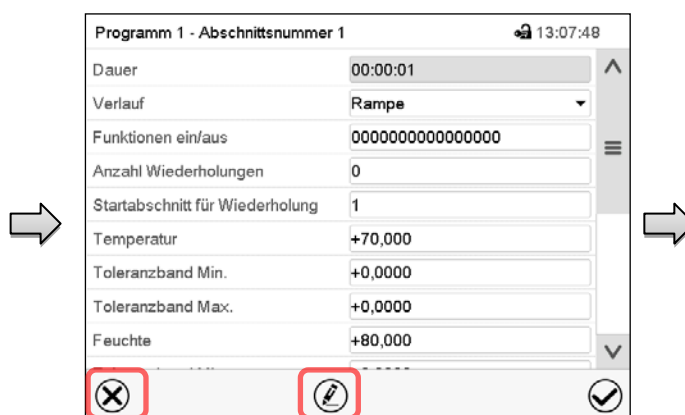 Programm 1 - Abschnittsnummer 1 13:07:48
Dauer 00:00:01
Verlauf Rampe
Funktionen ein/aus 0000000000000000
Anzahl Wiederholungen 0
Startabschnitt für Wiederholung 1
Temperatur +70,000
Toleranzband Min. +0,0000
Toleranzband Max. +0,0000
Feuchte +80,000